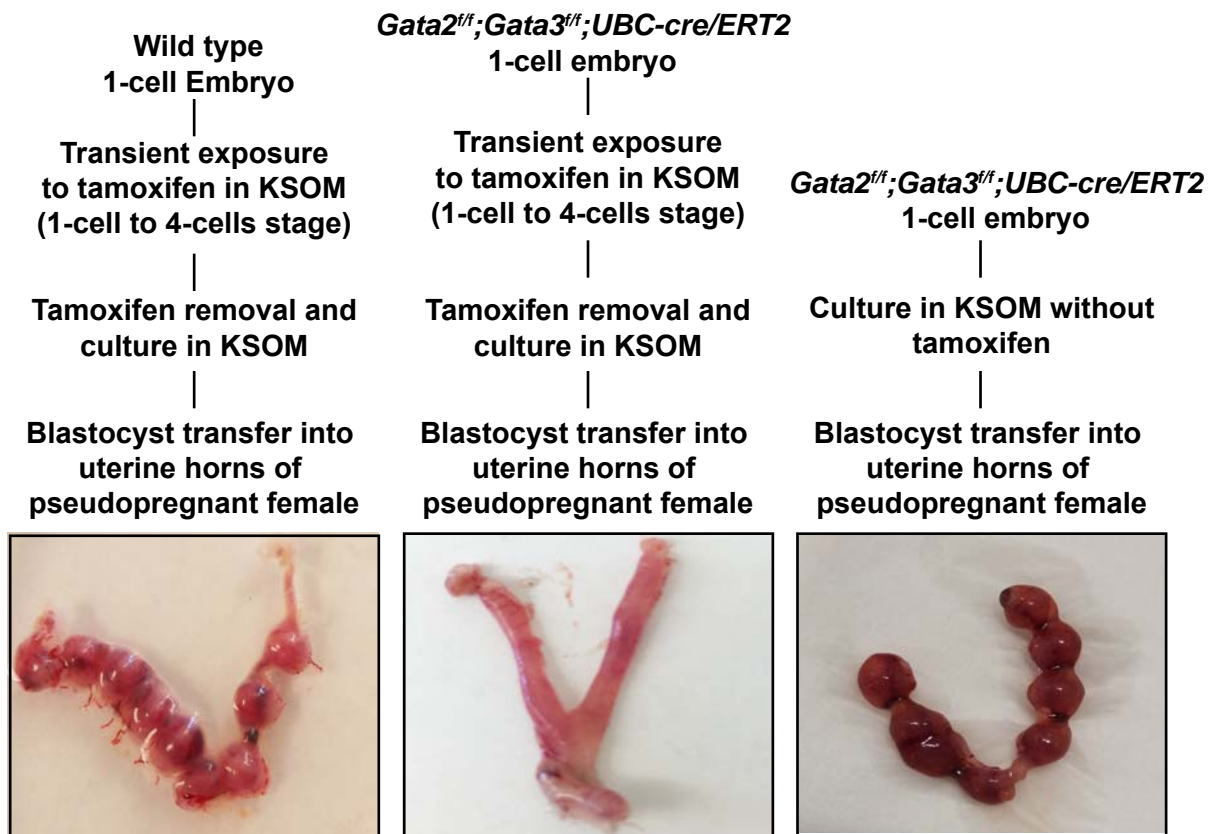 Wild type
1-cell Embryo
Transient exposure
to tamoxifen in KSOM
(1-cell to 4-cells stage)
Tamoxifen removal and
culture in KSOM
Blastocyst transfer into
uterine horns of
pseudopregnant female
Gata2f/f;Gata3f/f;UBC-cre/ERT2
1-cell embryo
Transient exposure
to tamoxifen in KSOM
(1-cell to 4-cells stage)
Tamoxifen removal and
culture in KSOM
Blastocyst transfer into
uterine horns of
pseudopregnant female
Gata2f/f;Gata3f/f;UBC-cre/ERT2
1-cell embryo
Culture in KSOM without
tamoxifen
Blastocyst transfer into
uterine horns of
pseudopregnant female